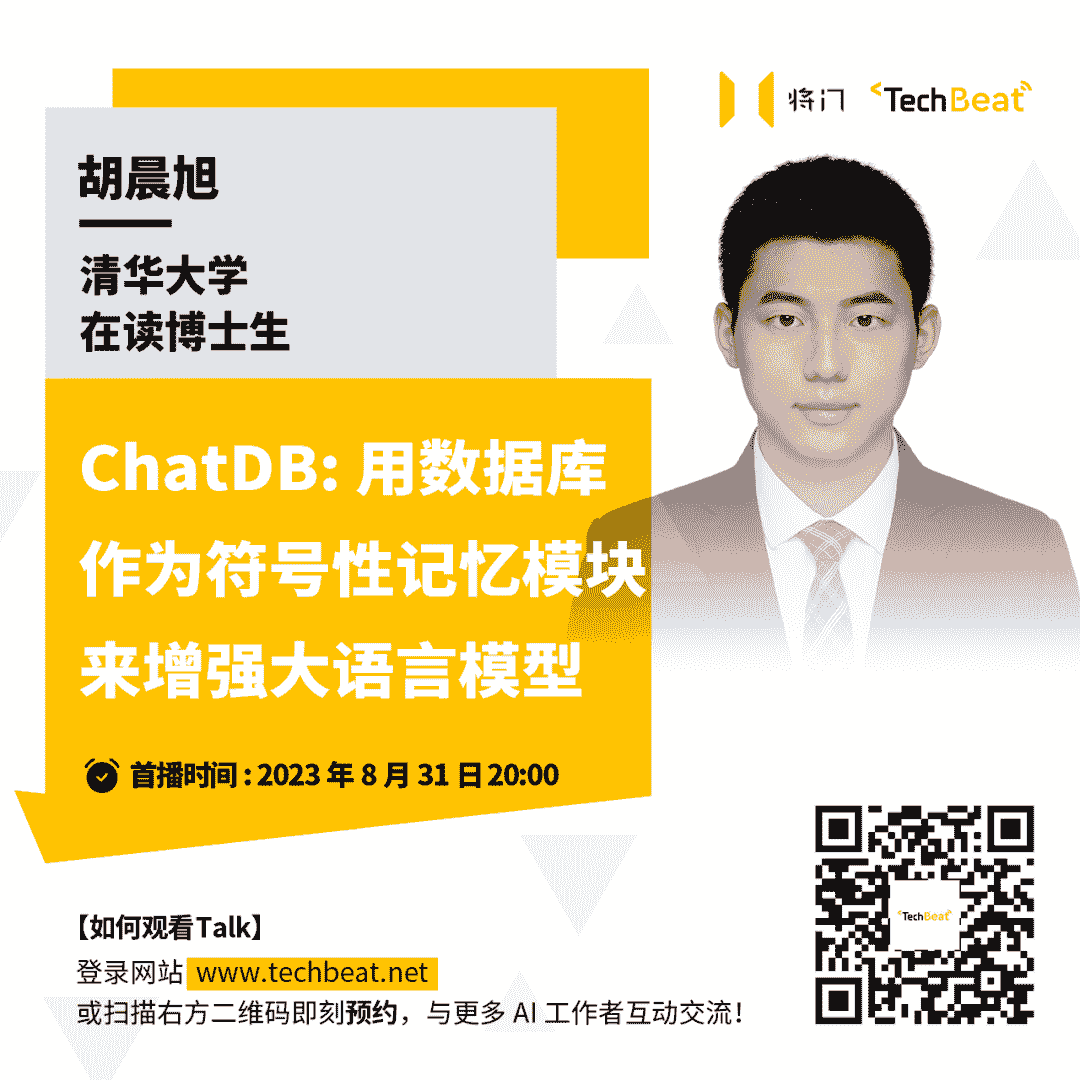 将门 TechBeat
胡晨旭
清华大学
在读博士生
ChatDB: 用数据库
作为符号性记忆模块
来增强大语言模型
首播时间 : 2023 年 8 月 31 日 20:00
【如何观看Talk】
登录网站 www.techbeat.net
或扫描右方二维码即刻预约，与更多 AI 工作者互动交流！
TechBeat